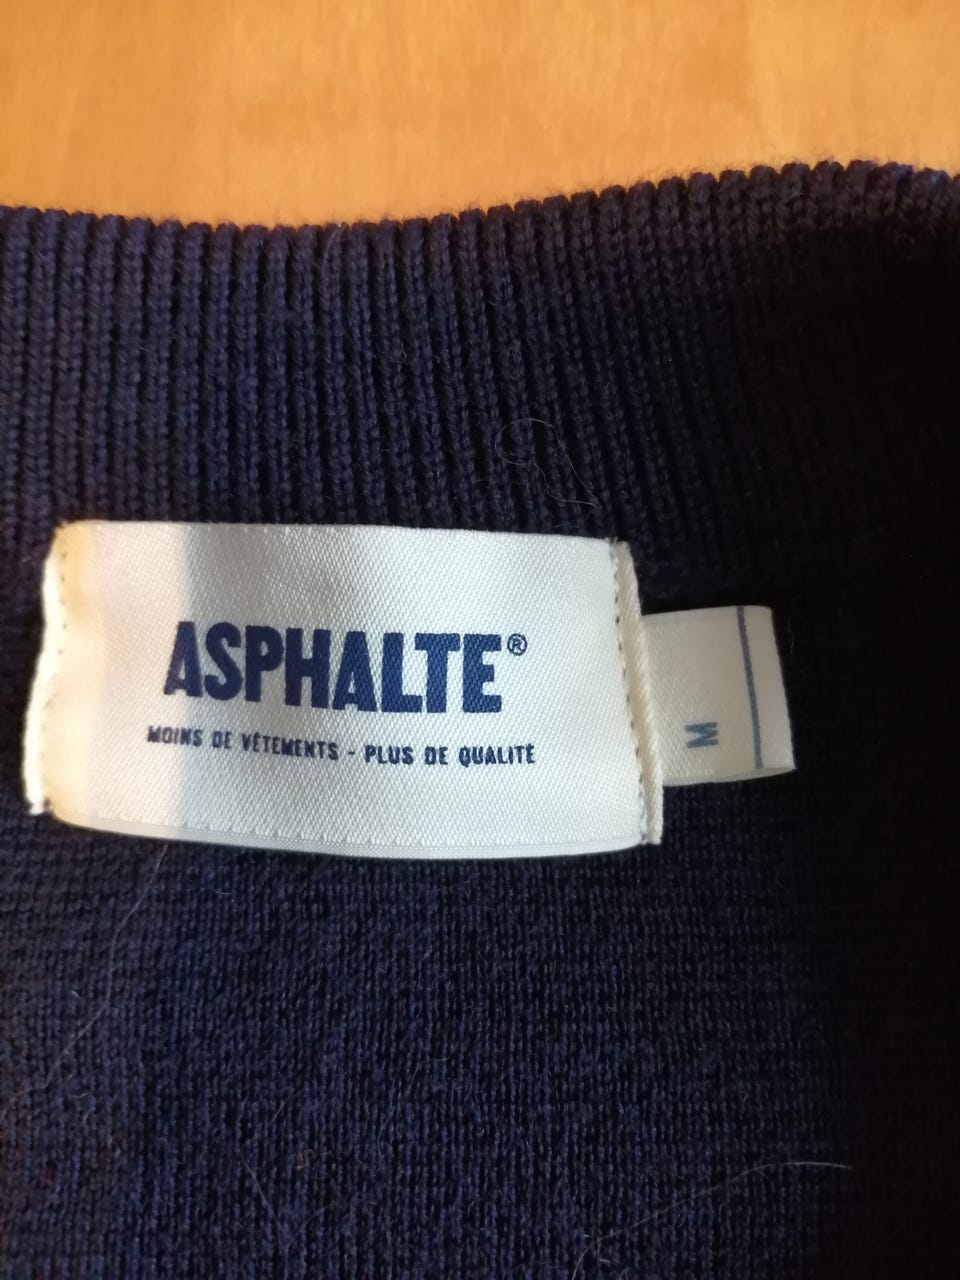 ASPHALTE®
MOINS DE VÊTEMENTS - PLUS DE QUALITÉ
M